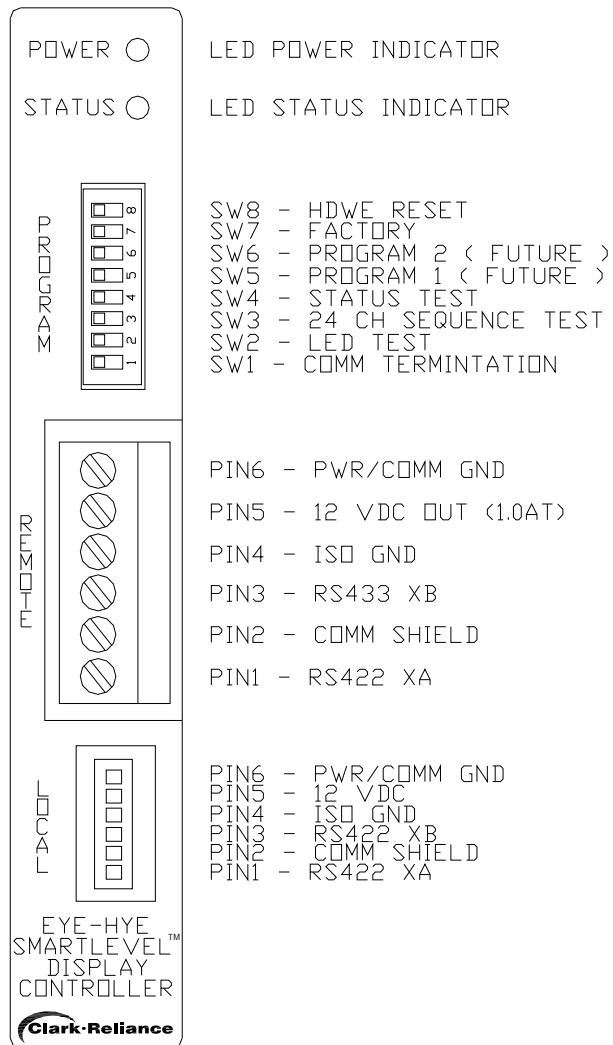 POWER LED POWER INDICATOR
STATUS LED STATUS INDICATOR
PROGRAM
8
7
6
5
4
3
2
1
SW8 - HDWE RESET
SW7 - FACTORY
SW6 - PROGRAM 2 ( FUTURE )
SW5 - PROGRAM 1 ( FUTURE )
SW4 - STATUS TEST
SW3 - 24 CH SEQUENCE TEST
SW2 - LED TEST
SW1 - COMM TERMINTATION
REMOTE
PIN6 - PWR/COMM GND
PIN5 - 12 VDC OUT (1.0AT)
PIN4 - ISO GND
PIN3 - RS433 XB
PIN2 - COMM SHIELD
PIN1 - RS422 XA
LOCAL
PIN6 - PWR/COMM GND
PIN5 - 12 VDC
PIN4 - ISO GND
PIN3 - RS422 XB
PIN2 - COMM SHIELD
PIN1 - RS422 XA
EYE-HYE
SMARTLEVEL™
DISPLAY
CONTROLLER
Clark·Reliance